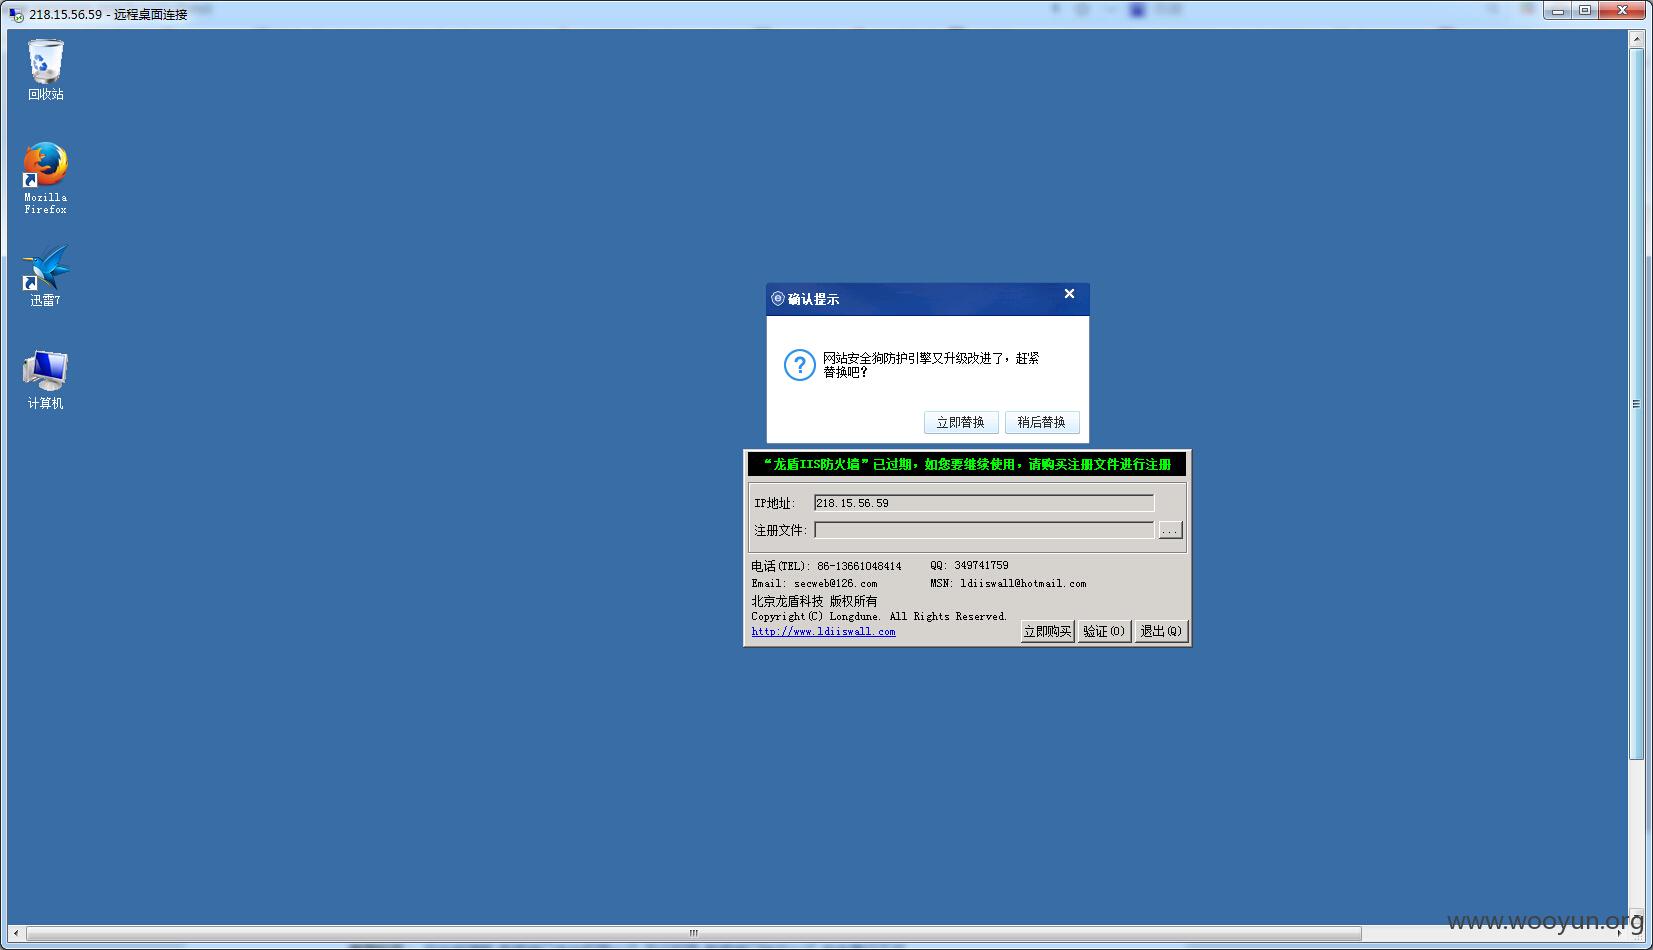 218.15.56.59 - 远程桌面连接
回收站
Mozilla
Firefox
迅雷7
计算机
确认提示
网站安全狗防护引擎又升级改进了，赶紧
替换吧？
立即替换
稍后替换
“龙盾IIS防火墙”已过期，如您要继续使用，请购买注册文件进行注册
IP地址: 218.15.56.59
注册文件:
...
电话(TEL): 86-13661048414 QQ: 349741759
Email: secweb@126.com MSN: ldiiswall@hotmail.com
北京龙盾科技 版权所有
Copyright(C) Longdune. All Rights Reserved.
http://www.ldiiswall.com
立即购买 验证(O) 退出(Q)
www.wooyun.org